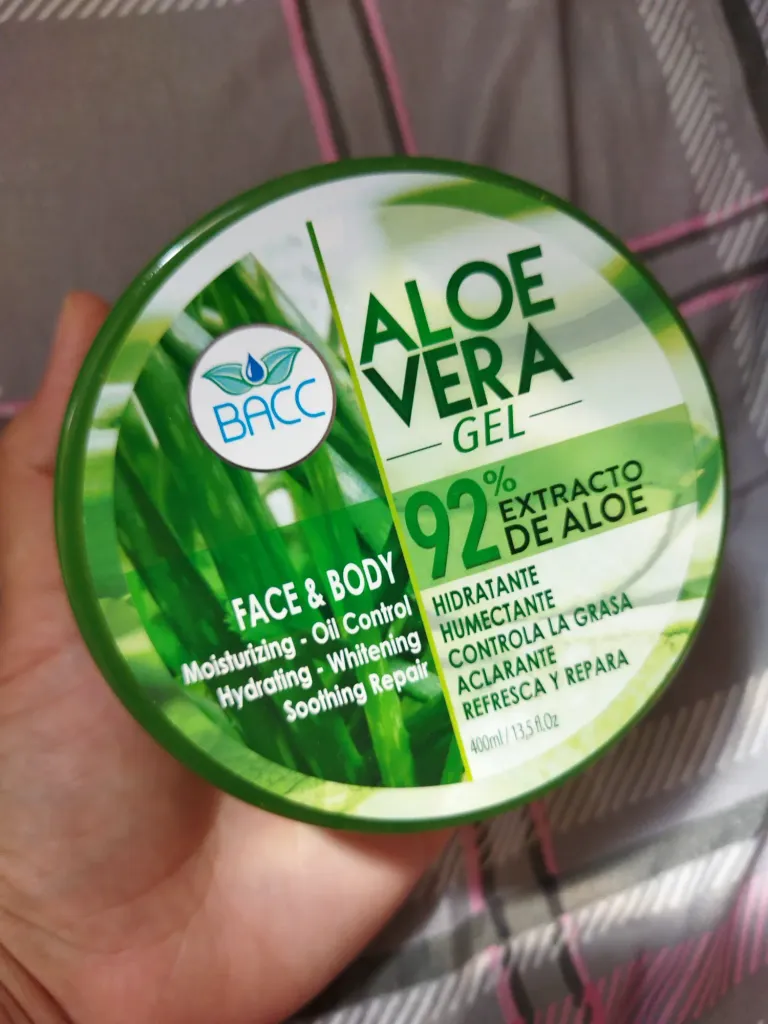 BACC
FACE & BODY
Moisturizing - Oil Control
Hydrating - Whitening
Soothing Repair
ALOE
VERA
GEL
92% EXTRACTO
DE ALOE
HIDRATANTE
HUMECTANTE
CONTROLA LA GRASA
ACLARANTE
REFRESCA Y REPARA
400ml / 13,5 fl.Oz